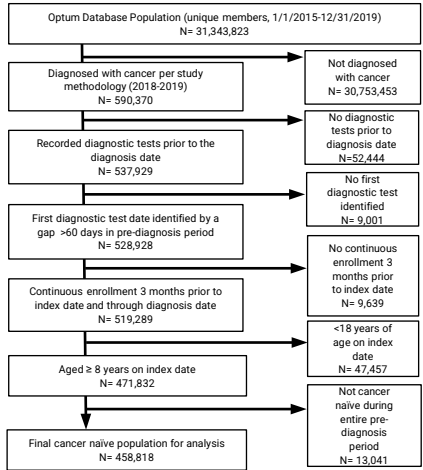 Optum Database Population (unique members, 1/1/2015-12/31/2019)
N= 31,343,823
Not diagnosed
with cancer
N= 30,753,453
Diagnosed with cancer per study
methodology (2018-2019)
N= 590,370
No diagnostic
tests prior to
diagnosis date
N=52,444
Recorded diagnostic tests prior to the
diagnosis date
N= 537,929
No first
diagnostic test
identified
N= 9,001
First diagnostic test date identified by a
gap >60 days in pre-diagnosis period
N= 528,928
No continuous
enrollment 3
months prior
to index date
N= 9,639
Continuous enrollment 3 months prior to
index date and through diagnosis date
N= 519,289
<18 years of
age on index
date
N= 47,457
Aged ≥ 8 years on index date
N= 471,832
Not cancer
naïve during
entire pre-
diagnosis
period
N= 13,041
Final cancer naïve population for analysis
N= 458,818